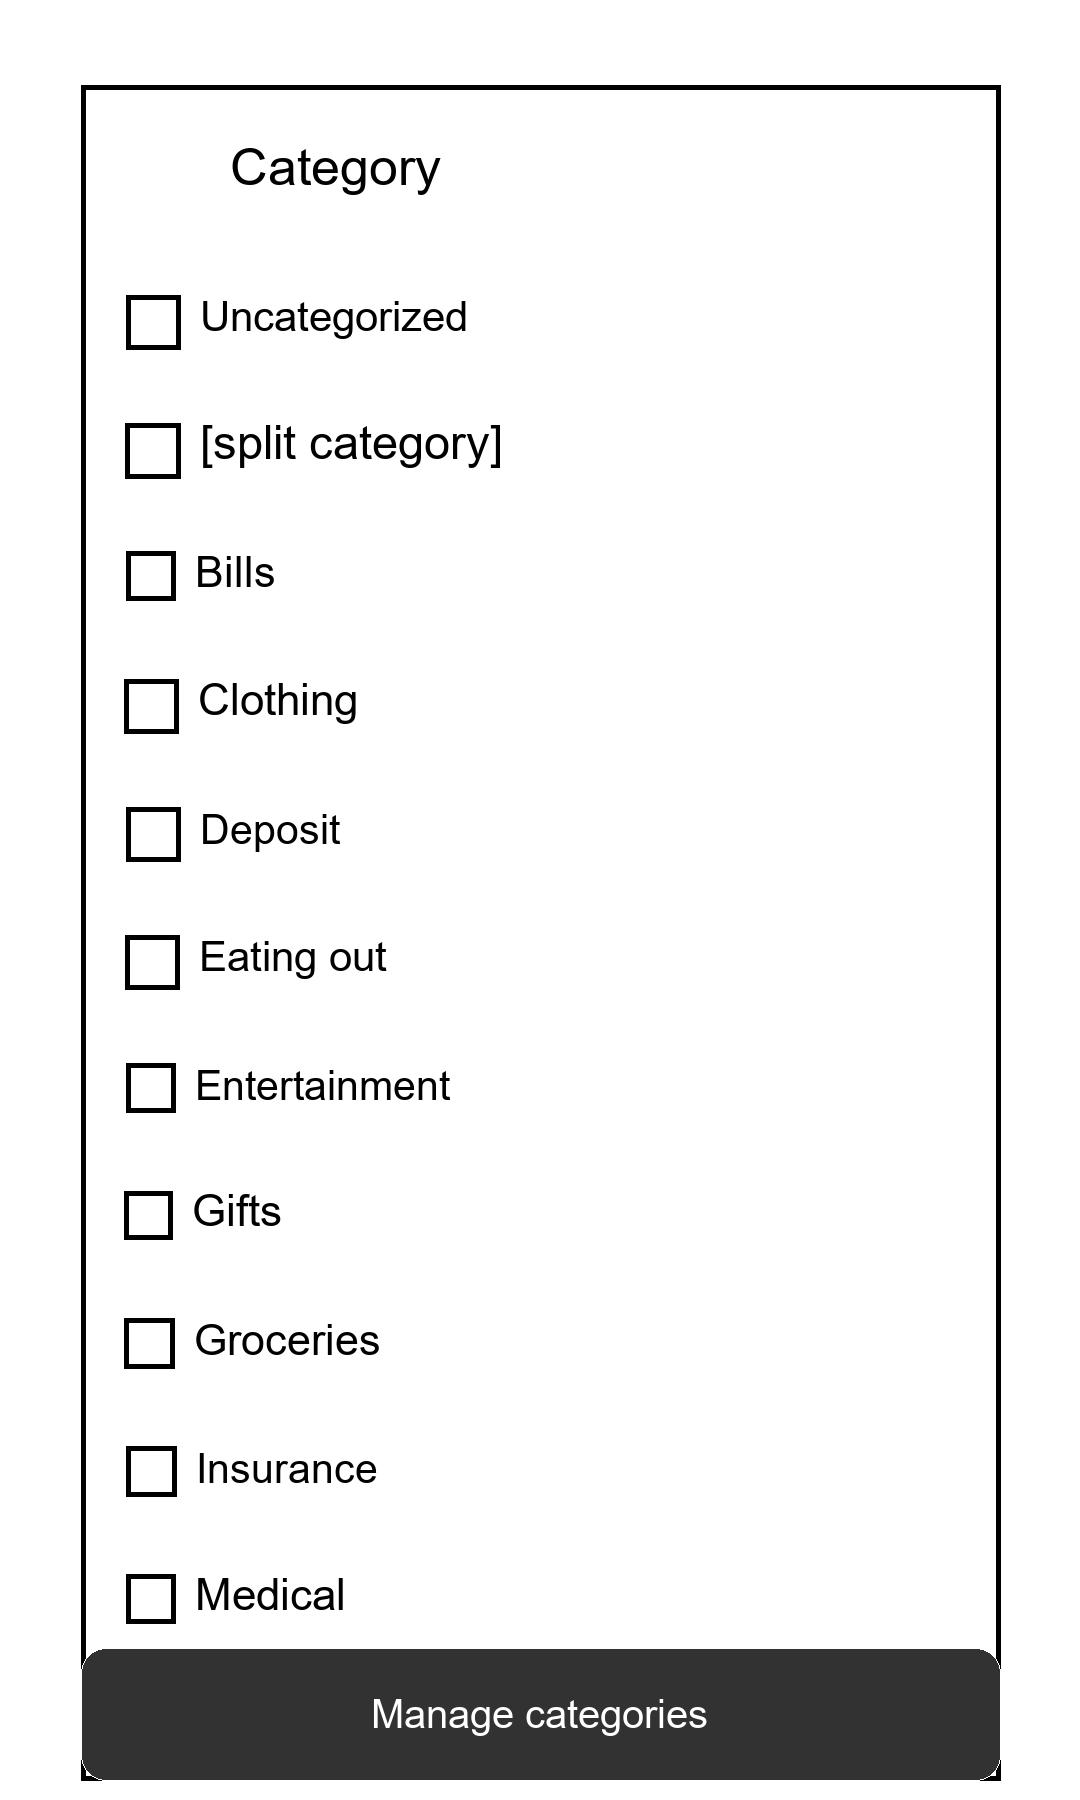 Category
Uncategorized
[split category]
Bills
Clothing
Deposit
Eating out
Entertainment
Gifts
Groceries
Insurance
Medical
Manage categories